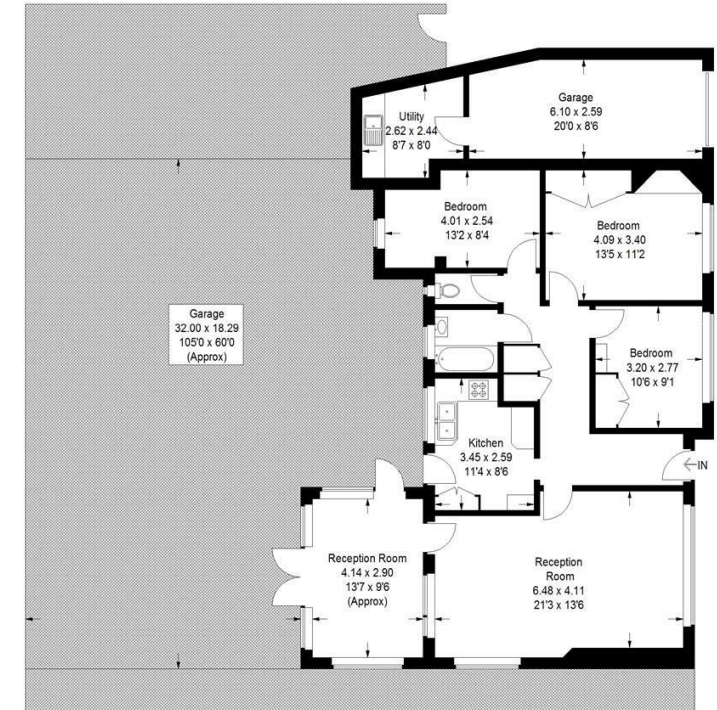 Utility
2.62 x 2.44
8'7 x 8'0
Garage
6.10 x 2.59
20'0 x 8'6
Bedroom
4.01 x 2.54
13'2 x 8'4
Bedroom
4.09 x 3.40
13'5 x 11'2
Garage
32.00 x 18.29
105'0 x 60'0
(Approx)
Bedroom
3.20 x 2.77
10'6 x 9'1
Kitchen
3.45 x 2.59
11'4 x 8'6
IN
Reception Room
4.14 x 2.90
13'7 x 9'6
(Approx)
Reception
Room
6.48 x 4.11
21'3 x 13'6